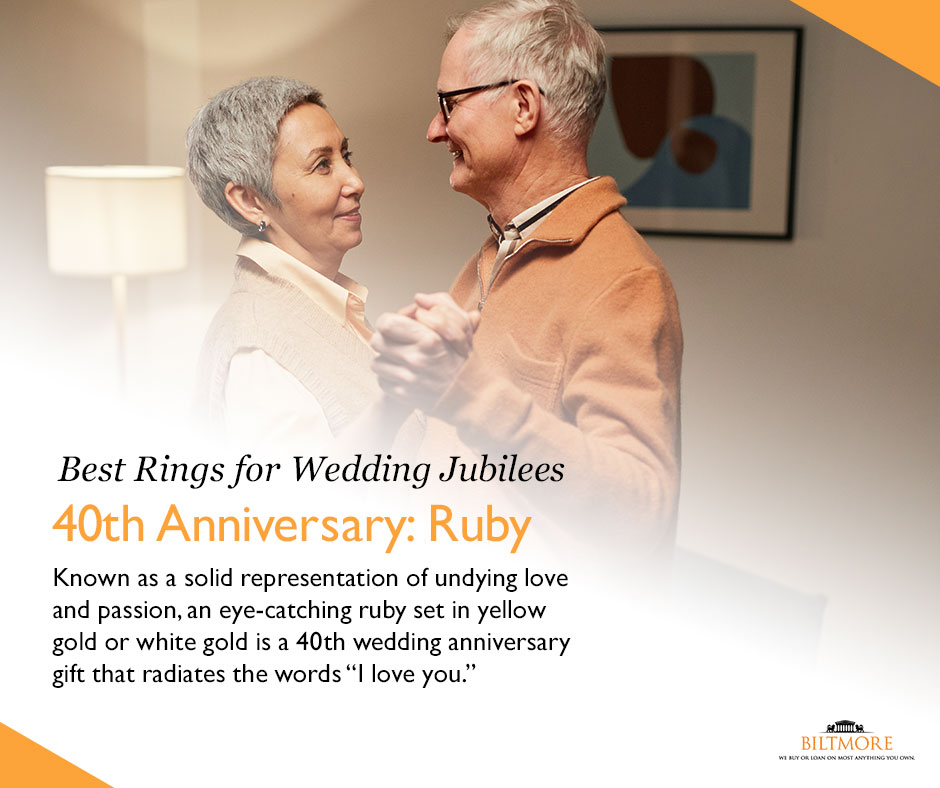 Best Rings for Wedding Jubilees
40th Anniversary: Ruby
Known as a solid representation of undying love
and passion, an eye-catching ruby set in yellow
gold or white gold is a 40th wedding anniversary
gift that radiates the words “I love you.”
BILTMORE
WE BUY OR LOAN ON MOST ANYTHING YOU OWN.